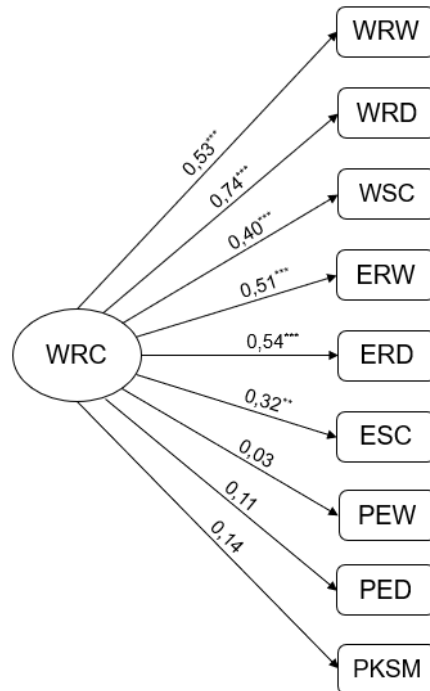 WRW
0,53***
WRD
0,74***
WSC
0,40***
ERW
0,51***
WRC
0,54***
ERD
0,32**
ESC
0,03
PEW
0,11
PED
0,14
PKSM